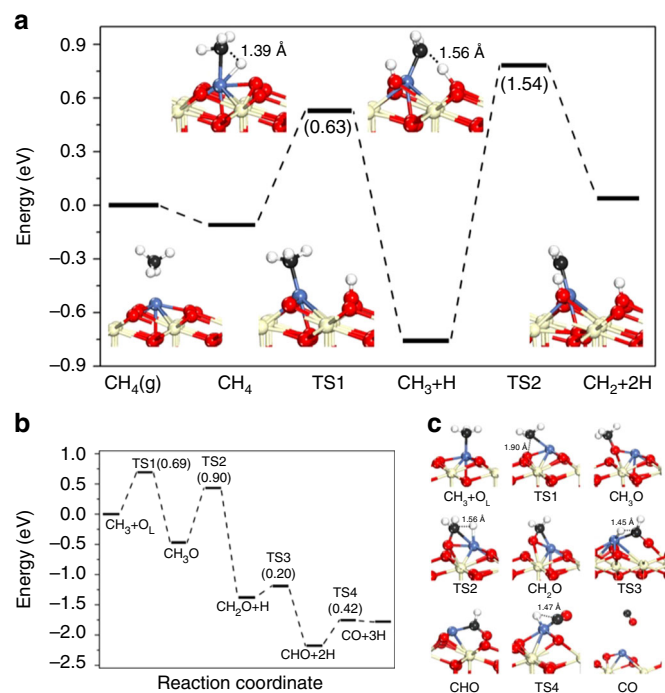 a
Energy (eV)
0.9
0.6
0.3
0.0
–0.3
–0.6
–0.9
1.39 Å
1.56 Å
(0.63)
(1.54)
CH₄(g)
CH₄
TS1
CH₃+H
TS2
CH₂+2H
b
Energy (eV)
1.0
0.5
0.0
–0.5
–1.0
–1.5
–2.0
–2.5
CH₃+O_L
TS1(0.69)
CH₃O
TS2
(0.90)
CH₂O+H
TS3
(0.20)
CHO+2H
TS4
(0.42)
CO+3H
Reaction coordinate
c
1.90 Å
CH₃+O_L
TS1
CH₃O
1.56 Å
1.45 Å
TS2
CH₂O
TS3
1.47 Å
CHO
TS4
CO